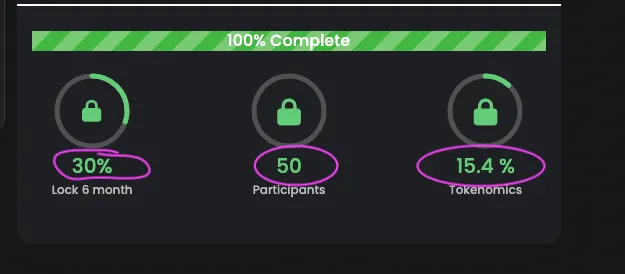 100% Complete
30%
50
15.4 %
Lock 6 month
Participants
Tokenomics